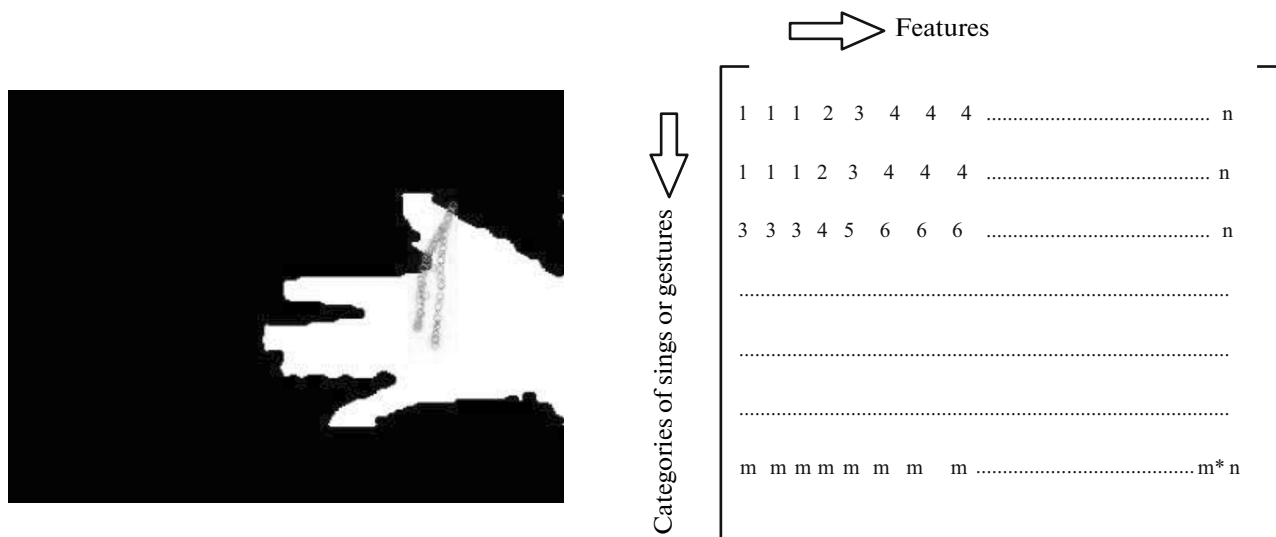 Features
Categories of sings or gestures
1 1 1 2 3 4 4 4 .......................................... n
1 1 1 2 3 4 4 4 ............................................ n
3 3 3 4 5 6 6 6 ............................................ n
..........................................................................................
..........................................................................................
..........................................................................................
m m m m m m m m ......................................... m* n